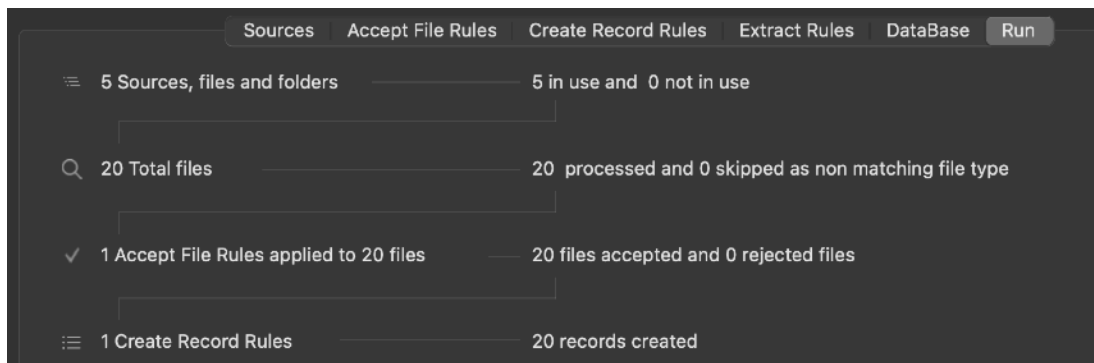 Sources Accept File Rules Create Record Rules Extract Rules DataBase Run
5 Sources, files and folders 5 in use and 0 not in use
20 Total files 20 processed and 0 skipped as non matching file type
1 Accept File Rules applied to 20 files 20 files accepted and 0 rejected files
1 Create Record Rules 20 records created